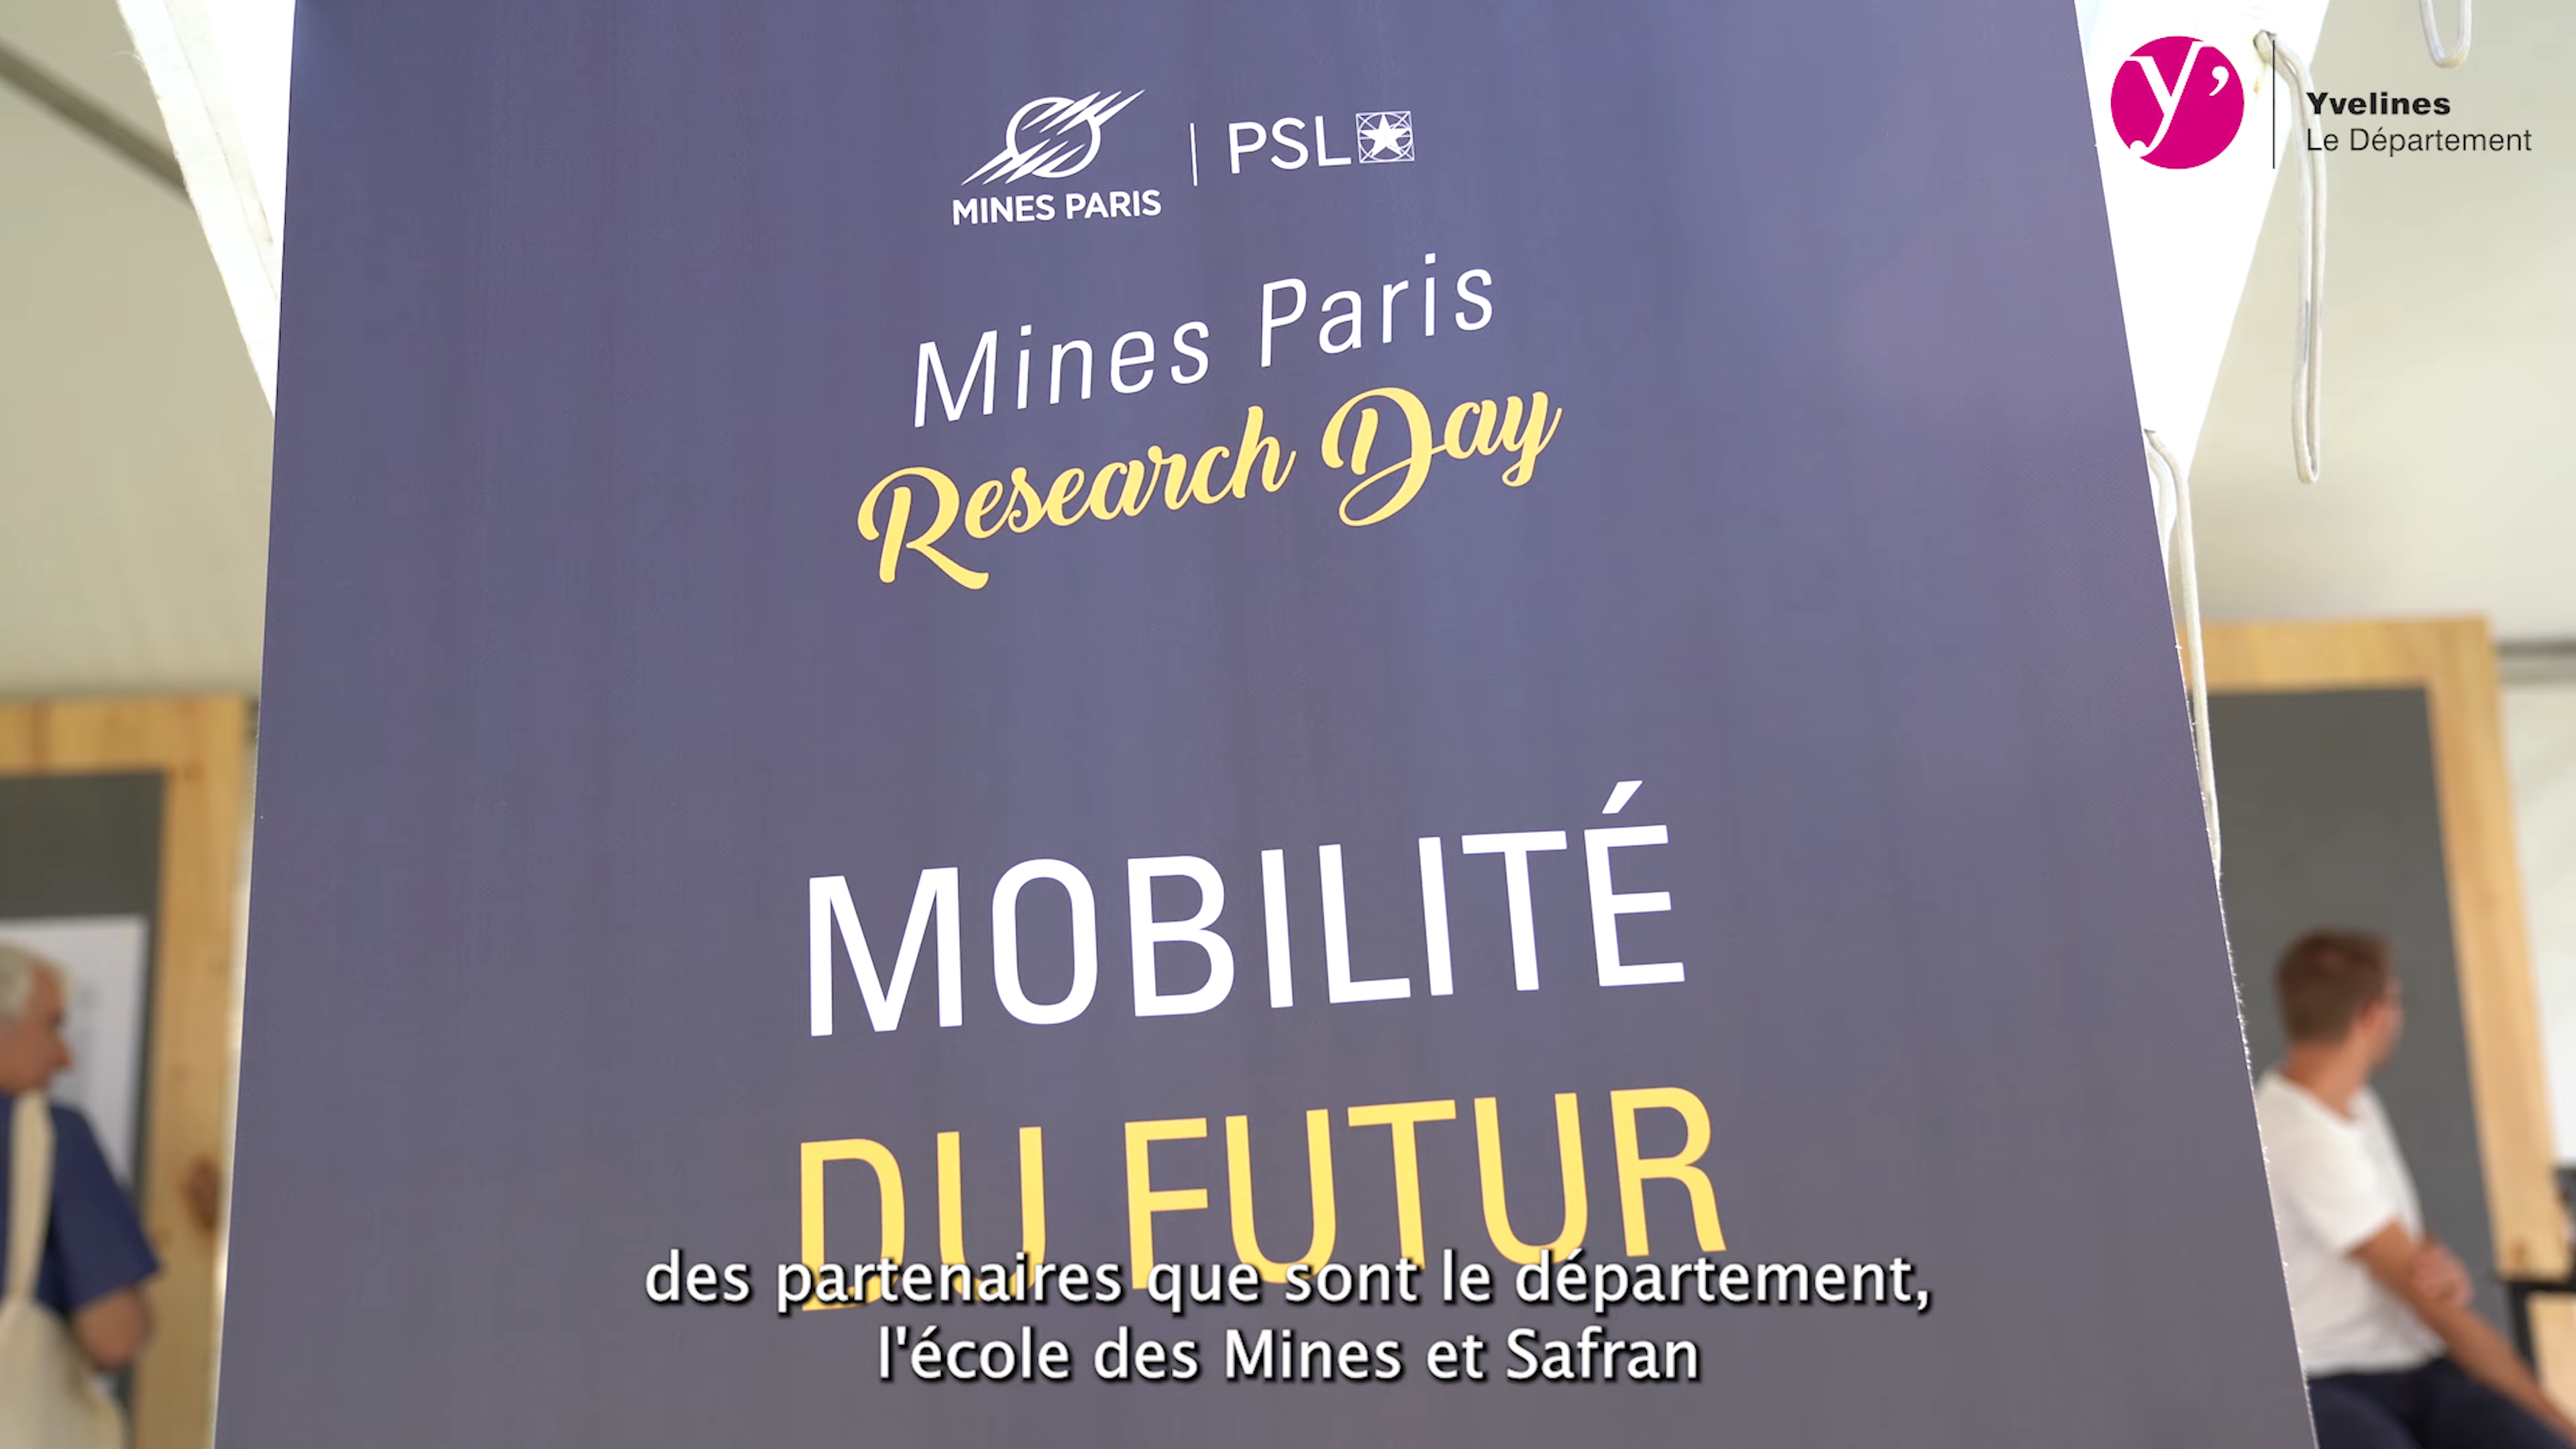 MINES PARIS
PSL
Yvelines
Le Département
Mines Paris
Research Day
MOBILITÉ
DU FUTUR
des partenaires que sont le département,
l'école des Mines et Safran